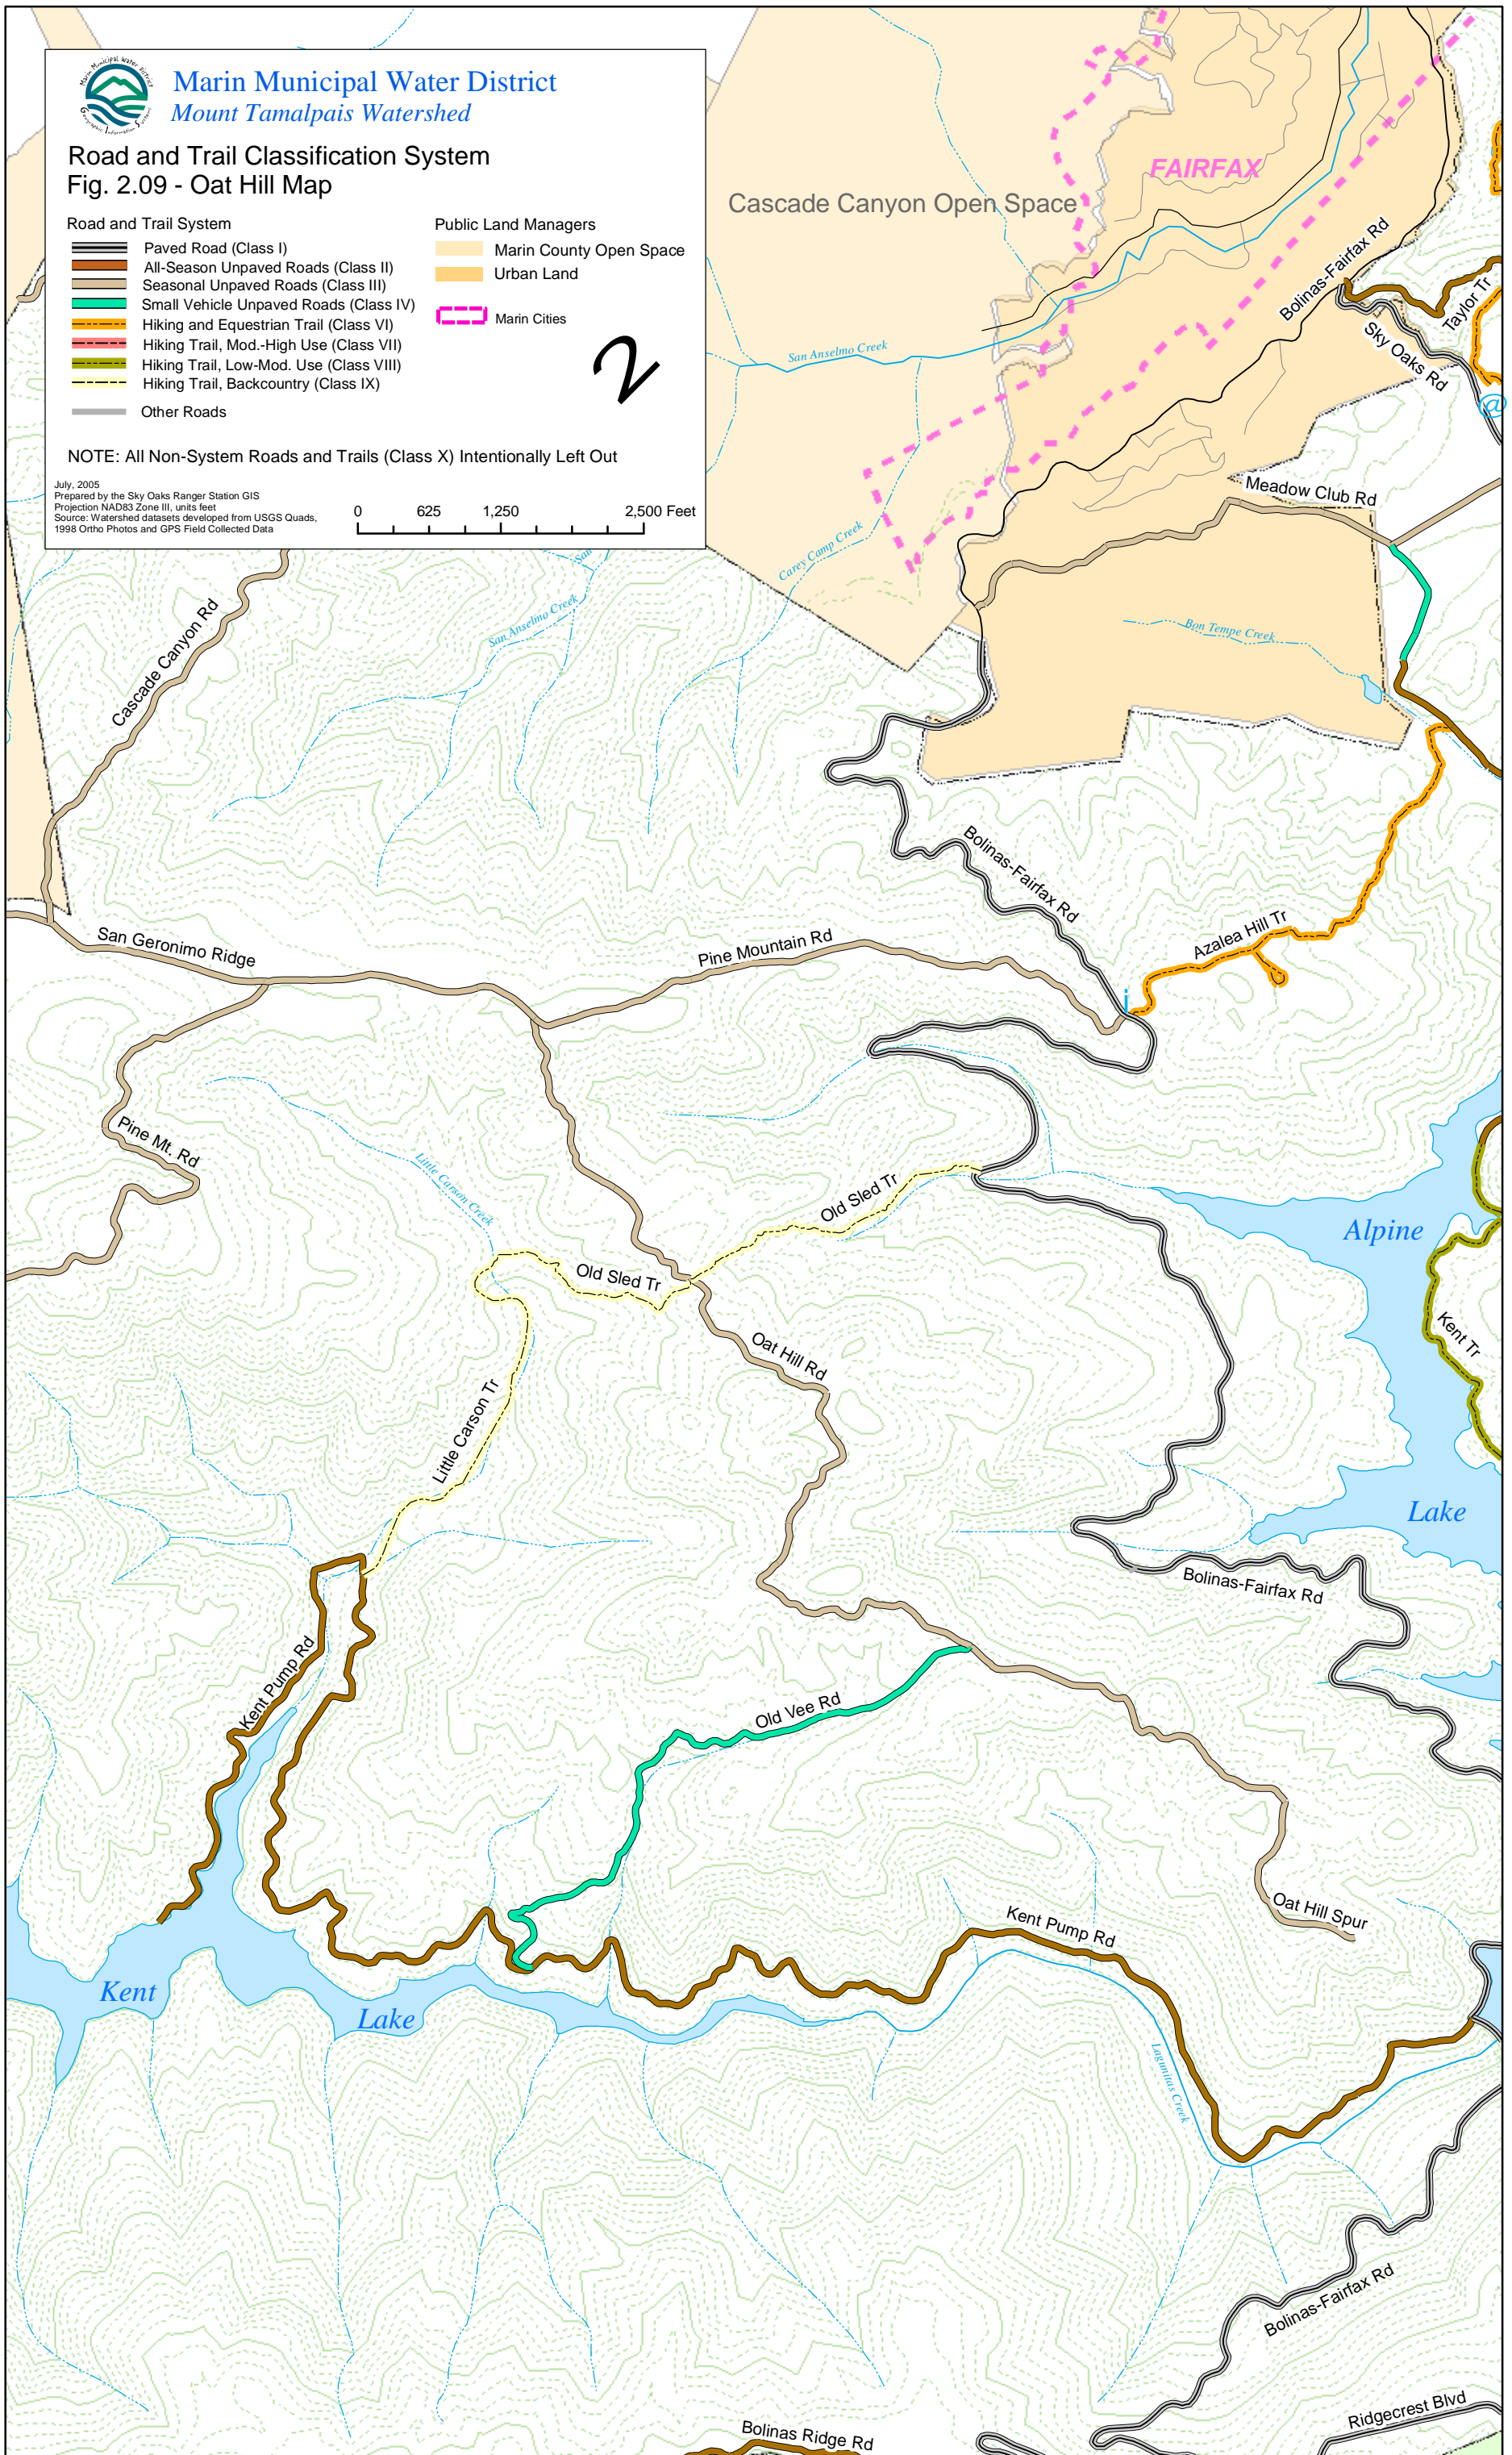 Marin Municipal Water District
Geographic Information System
Marin Municipal Water District
Mount Tamalpais Watershed
Road and Trail Classification System
Fig. 2.09 - Oat Hill Map
Road and Trail System
Paved Road (Class I)
All-Season Unpaved Roads (Class II)
Seasonal Unpaved Roads (Class III)
Small Vehicle Unpaved Roads (Class IV)
Hiking and Equestrian Trail (Class VI)
Hiking Trail, Mod.-High Use (Class VII)
Hiking Trail, Low-Mod. Use (Class VIII)
Hiking Trail, Backcountry (Class IX)
Other Roads
Public Land Managers
Marin County Open Space
Urban Land
Marin Cities
2
NOTE: All Non-System Roads and Trails (Class X) Intentionally Left Out
July, 2005
Prepared by the Sky Oaks Ranger Station GIS
Projection NAD83 Zone III, units feet
Source: Watershed datasets developed from USGS Quads,
1998 Ortho Photos and GPS Field Collected Data
0 625 1,250 2,500 Feet
FAIRFAX
Cascade Canyon Open Space
Bolinas-Fairfax Rd
Taylor Tr
Sky Oaks Rd
@
San Anselmo Creek
Meadow Club Rd
Carey Camp Creek
San
San Anselmo Creek
Bon Tempe Creek
Cascade Canyon Rd
Bolinas-Fairfax Rd
Azalea Hill Tr
San Geronimo Ridge
Pine Mountain Rd
i
Pine Mt. Rd
Little Carson Creek
Old Sled Tr
Alpine
Old Sled Tr
Kent Tr
Oat Hill Rd
Little Carson Tr
Lake
Bolinas-Fairfax Rd
Kent Pump Rd
Old Vee Rd
Oat Hill Spur
Kent Pump Rd
Kent
Lake
Lagunitas Creek
Bolinas-Fairfax Rd
Ridgecrest Blvd
Bolinas Ridge Rd